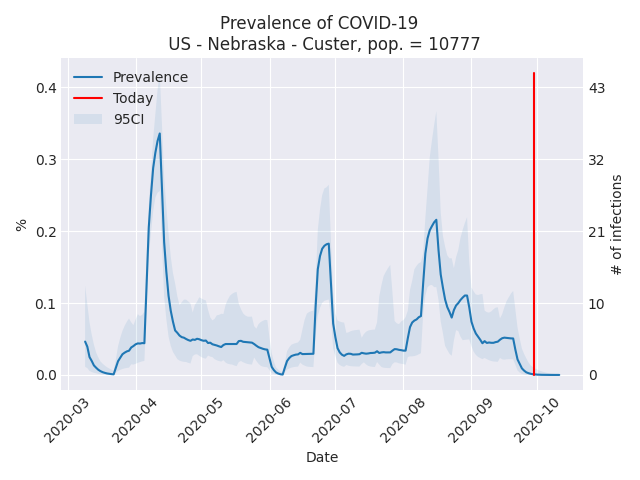 Prevalence of COVID-19
US - Nebraska - Custer, pop. = 10777
Prevalence
Today
95CI
0.4
0.3
0.2
0.1
0.0
%
43
32
21
10
0
# of infections
2020-03
2020-04
2020-05
2020-06
2020-07
2020-08
2020-09
2020-10
Date